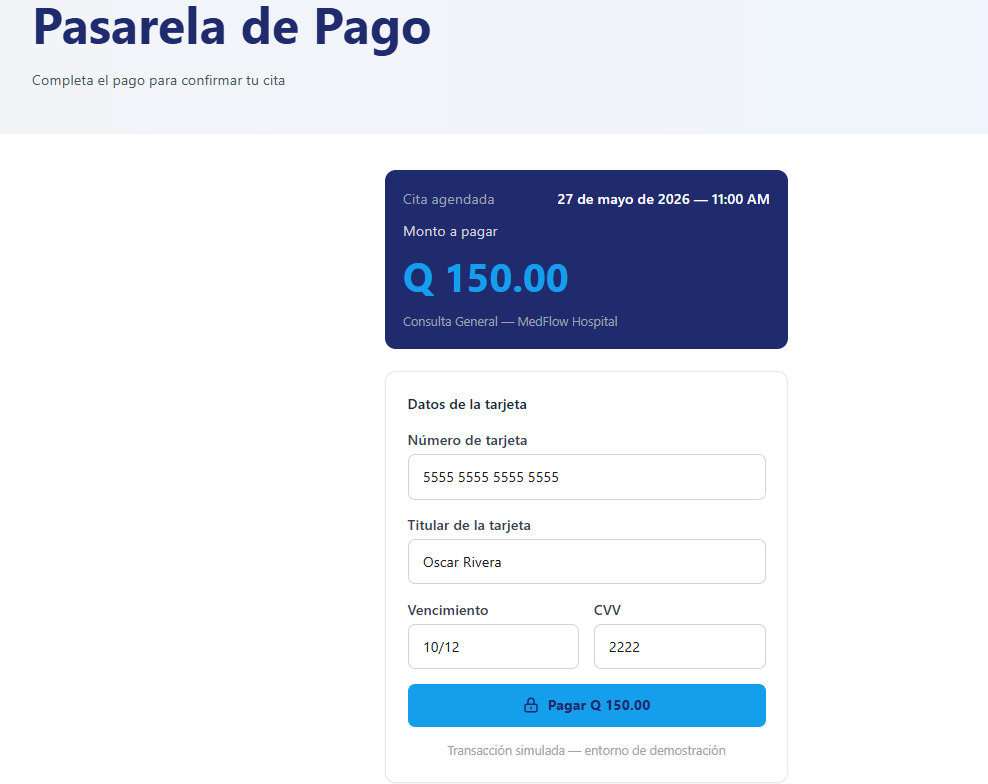 Pasarela de Pago
Completa el pago para confirmar tu cita
Cita agendada 27 de mayo de 2026 — 11:00 AM
Monto a pagar
Q 150.00
Consulta General — MedFlow Hospital
Datos de la tarjeta
Número de tarjeta
5555 5555 5555 5555
Titular de la tarjeta
Oscar Rivera
Vencimiento CVV
10/12 2222
Pagar Q 150.00
Transacción simulada — entorno de demostración